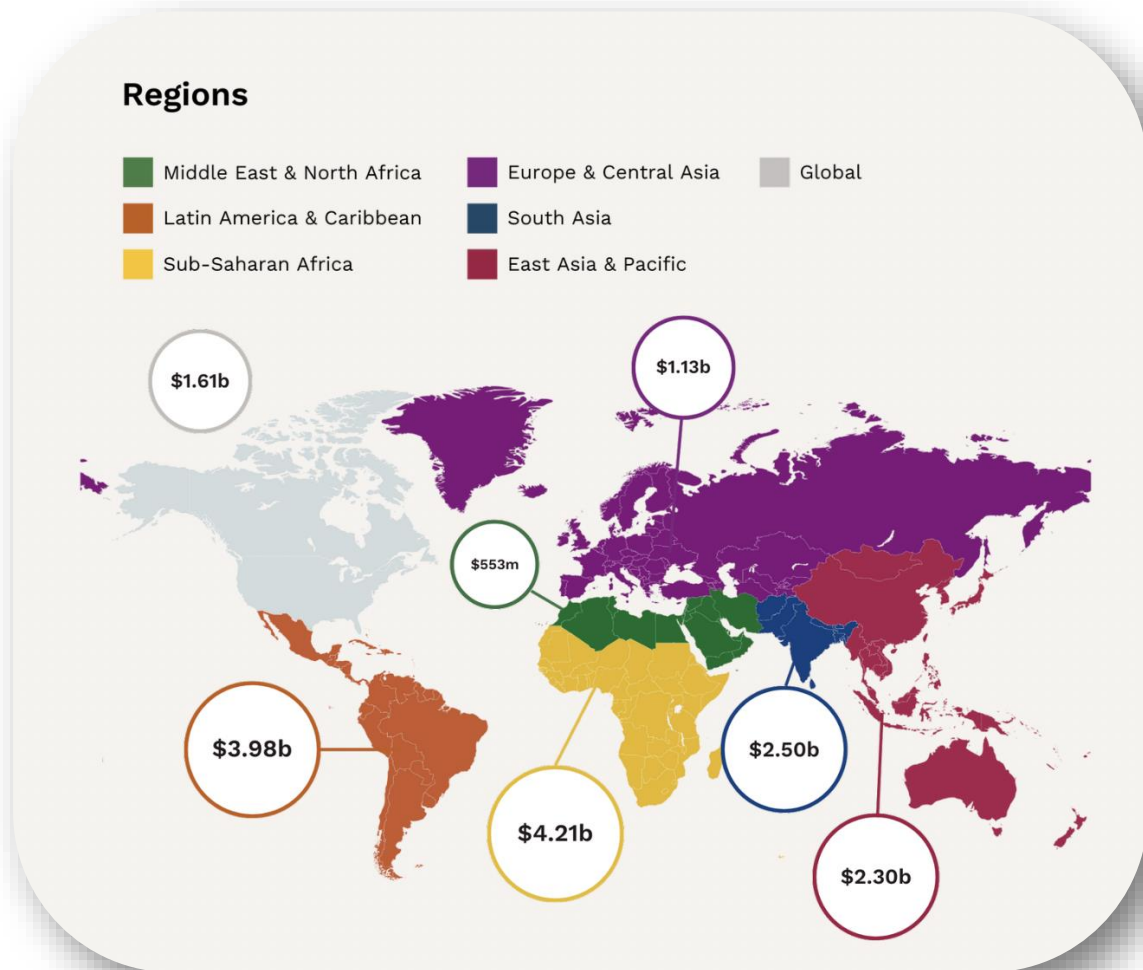 Regions
Middle East & North Africa
Europe & Central Asia
Global
Latin America & Caribbean
South Asia
Sub-Saharan Africa
East Asia & Pacific
$1.61b
$1.13b
$553m
$3.98b
$2.50b
$4.21b
$2.30b